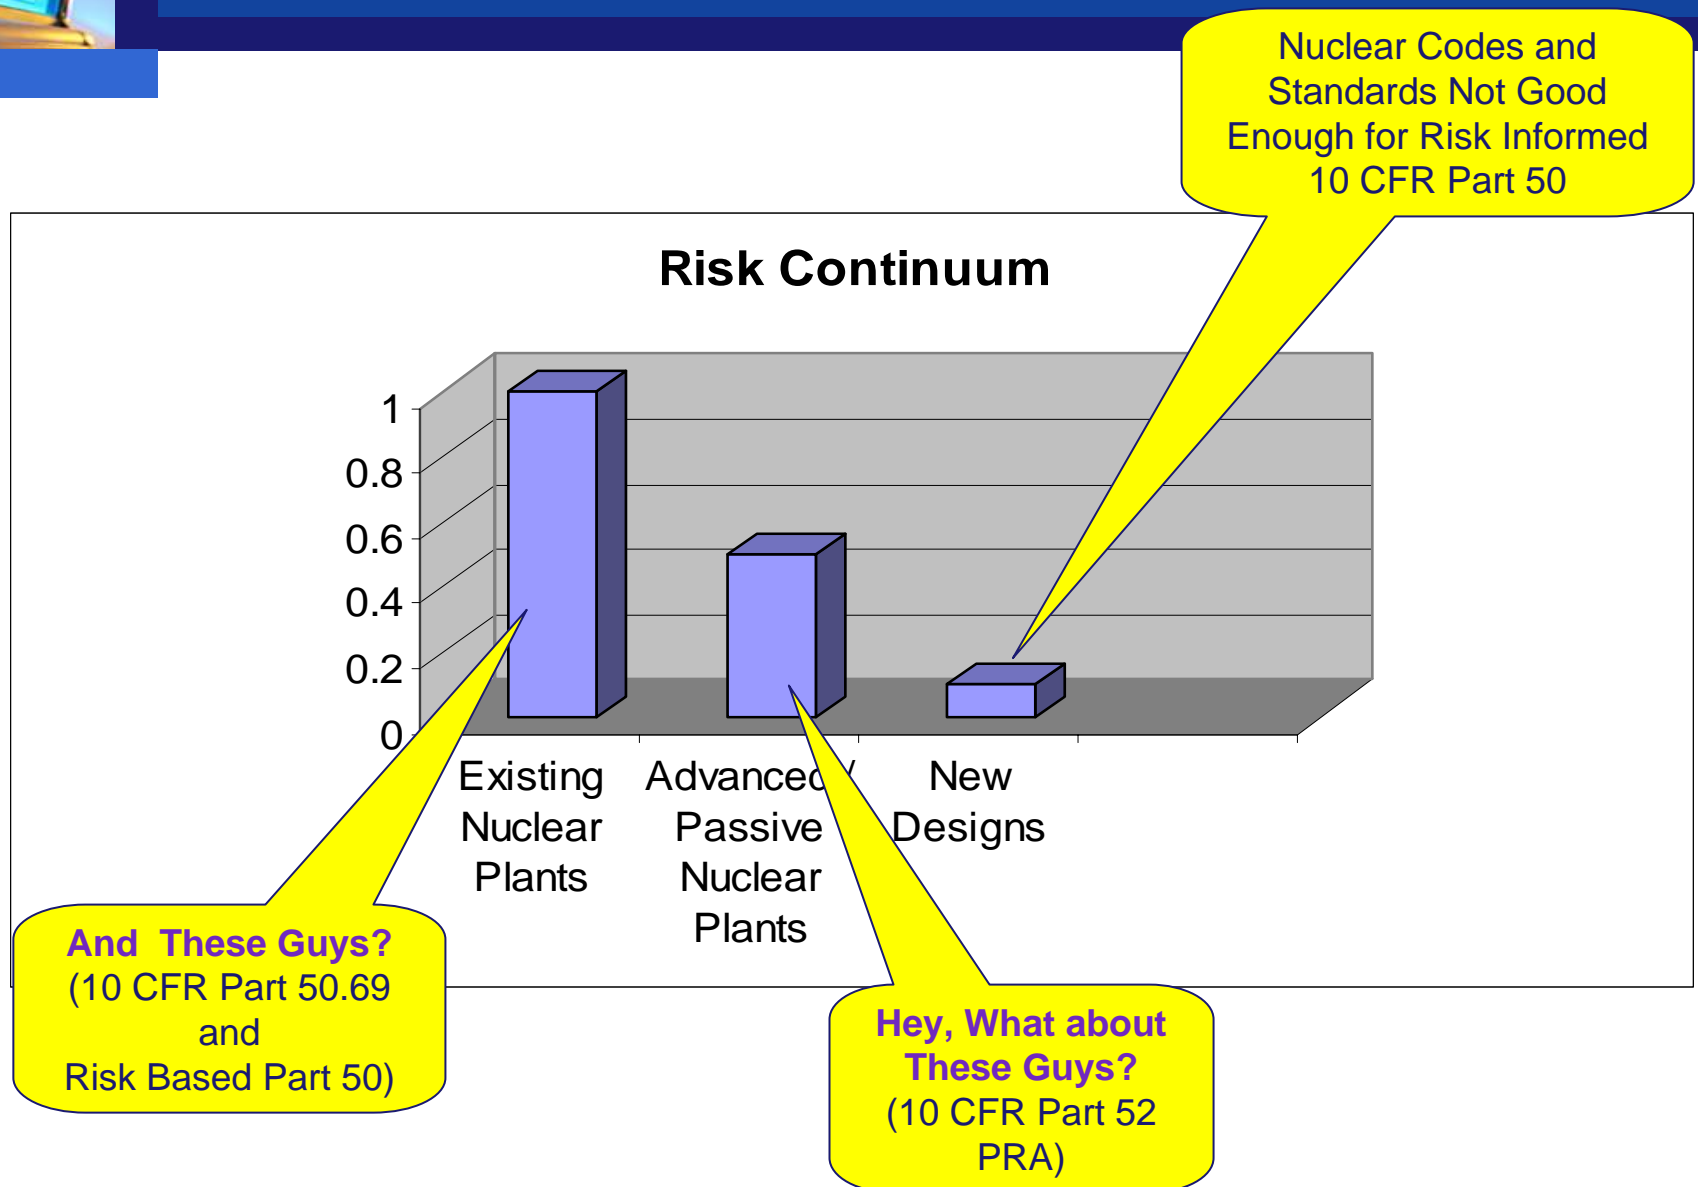 Nuclear Codes and
Standards Not Good
Enough for Risk Informed
10 CFR Part 50
Risk Continuum
1
0.8
0.6
0.4
0.2
0
Existing
Nuclear
Plants
Advanced/
Passive
Nuclear
Plants
New
Designs
And These Guys?
(10 CFR Part 50.69
and
Risk Based Part 50)
Hey, What about
These Guys?
(10 CFR Part 52
PRA)